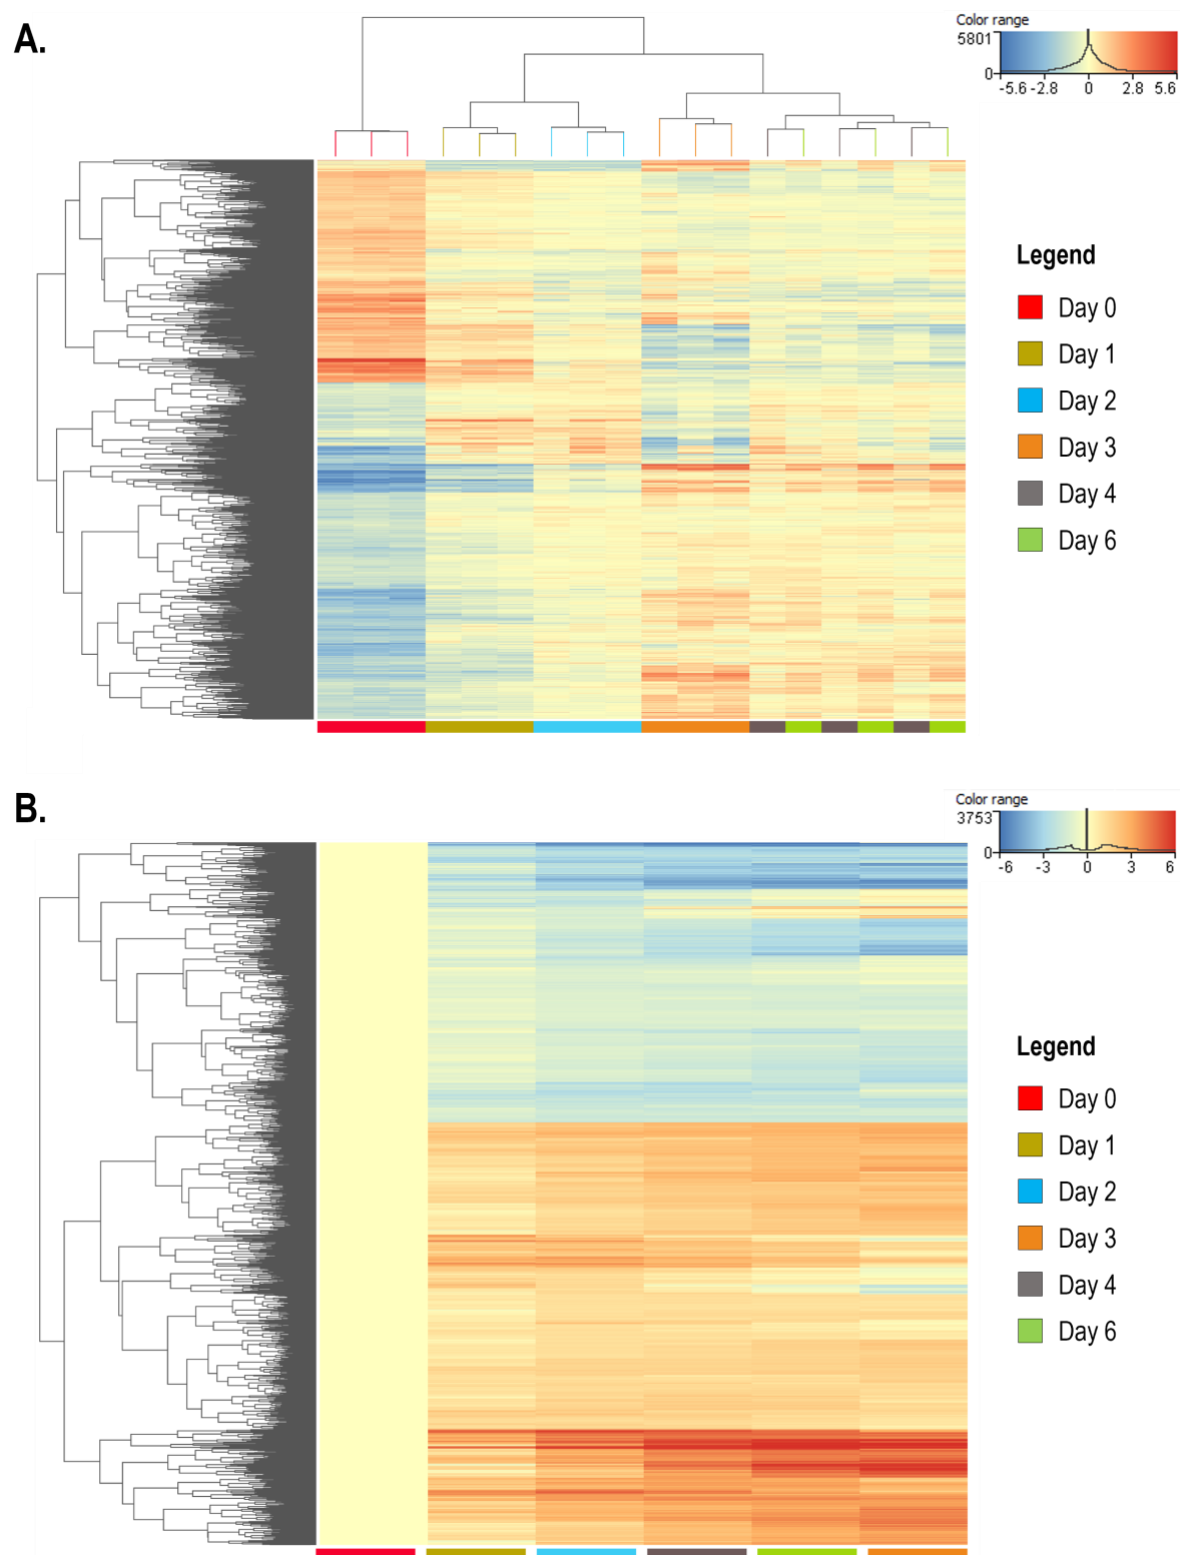 A.
Color range
5801
0
-5.6 -2.8 0 2.8 5.6
Legend
Day 0
Day 1
Day 2
Day 3
Day 4
Day 6
B.
Color range
3753
0
-6 -3 0 3 6
Legend
Day 0
Day 1
Day 2
Day 3
Day 4
Day 6